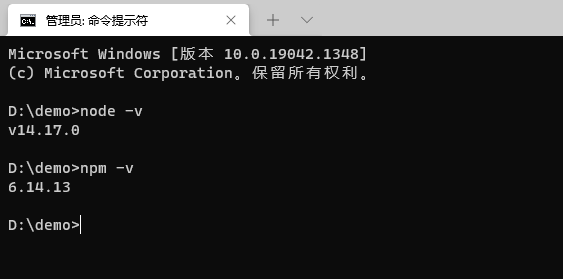 管理员: 命令提示符
Microsoft Windows [版本 10.0.19042.1348]
(c) Microsoft Corporation。保留所有权利。
D:\demo>node -v
v14.17.0
D:\demo>npm -v
6.14.13
D:\demo>